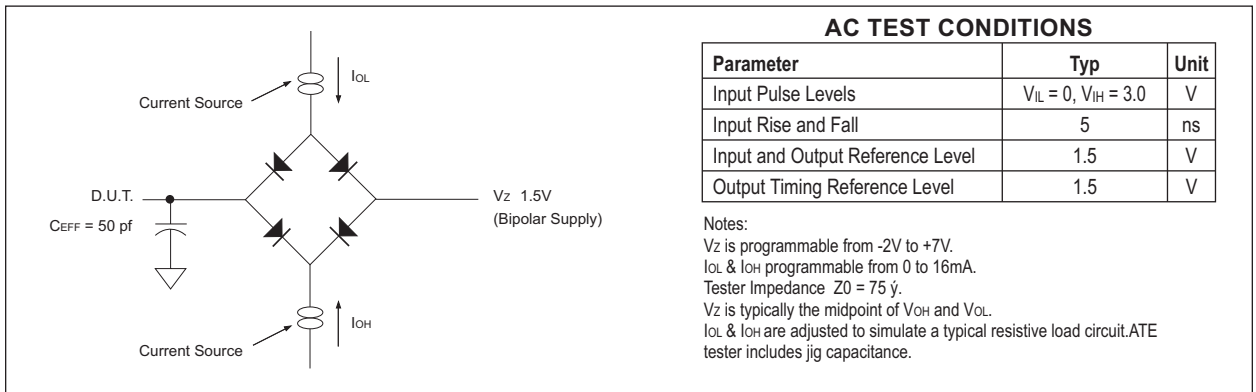 IOL
Current Source
D.U.T.
CEFF = 50 pf
VZ 1.5V
(Bipolar Supply)
IOH
Current Source
AC TEST CONDITIONS
Parameter Typ Unit
Input Pulse Levels VIL = 0, VIH = 3.0 V
Input Rise and Fall 5 ns
Input and Output Reference Level 1.5 V
Output Timing Reference Level 1.5 V
Notes:
VZ is programmable from -2V to +7V.
IOL & IOH programmable from 0 to 16mA.
Tester Impedance Z0 = 75 ý.
VZ is typically the midpoint of VOH and VOL.
IOL & IOH are adjusted to simulate a typical resistive load circuit.ATE
tester includes jig capacitance.